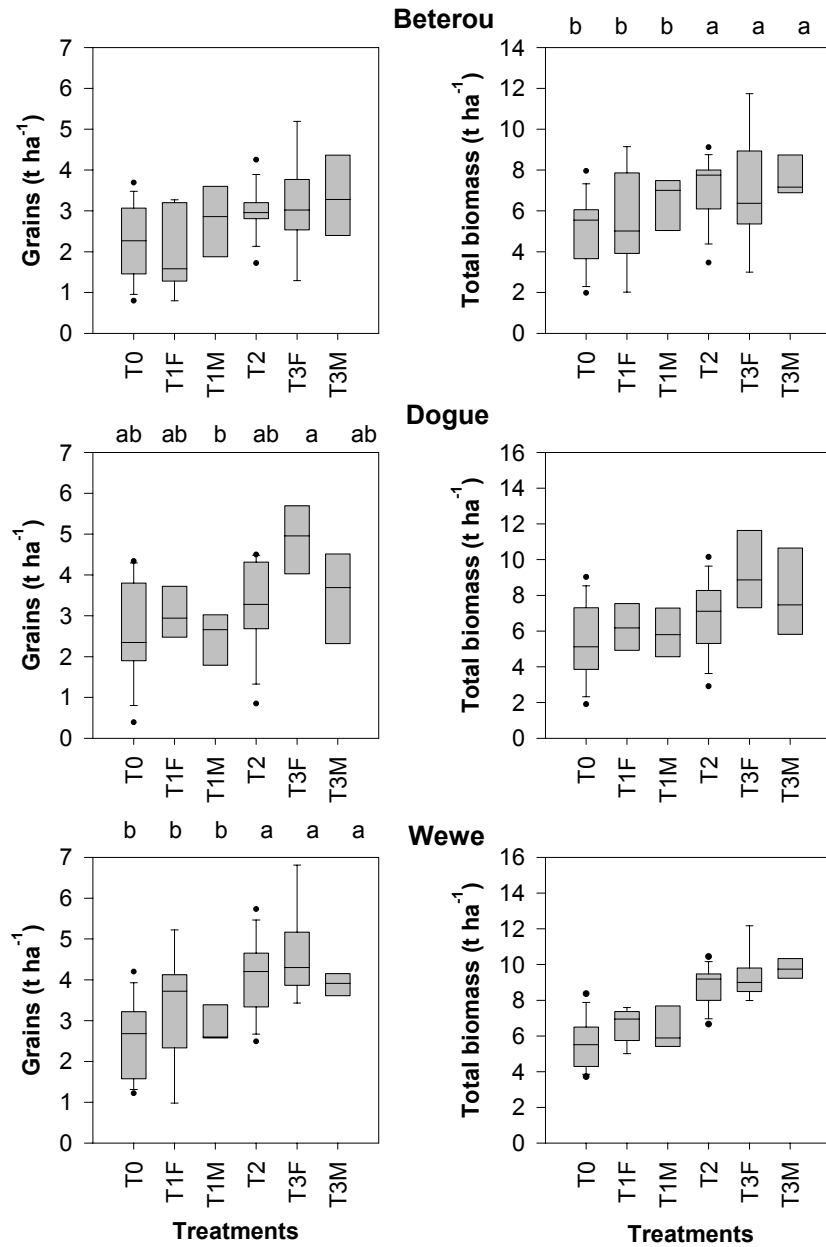 Beterou
b b b a a a
7
6
5
4
3
2
1
0
Grains (t ha⁻¹)
T0 T1F T1M T2 T3F T3M
14
12
10
8
6
4
2
0
Total biomass (t ha⁻¹)
T0 T1F T1M T2 T3F T3M
Dogue
ab ab b ab a ab
7
6
5
4
3
2
1
0
Grains (t ha⁻¹)
T0 T1F T1M T2 T3F T3M
16
14
12
10
8
6
4
2
0
Total biomass (t ha⁻¹)
T0 T1F T1M T2 T3F T3M
Wewe
b b b a a a
7
6
5
4
3
2
1
0
Grains (t ha⁻¹)
T0 T1F T1M T2 T3F T3M
Treatments
16
14
12
10
8
6
4
2
0
Total biomass (t ha⁻¹)
T0 T1F T1M T2 T3F T3M
Treatments